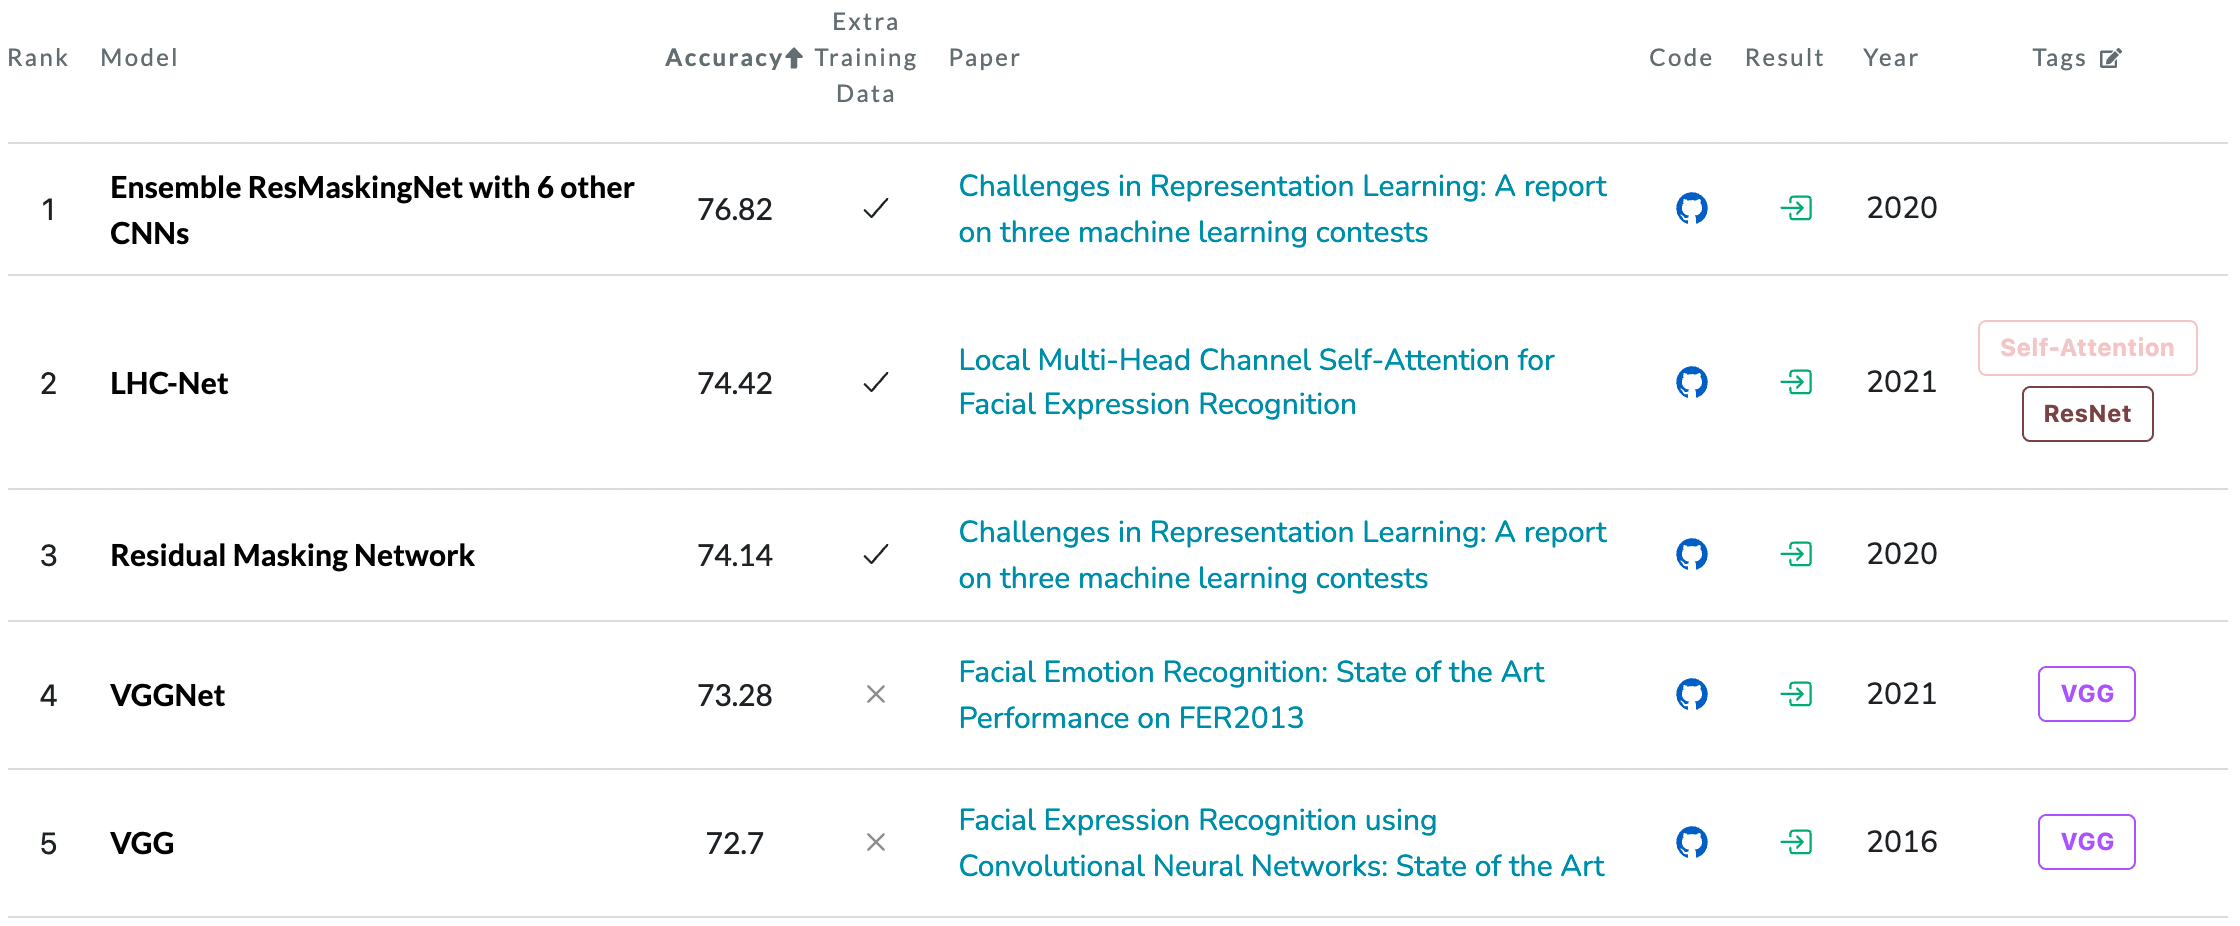 Rank Model Accuracy Extra Training Data Paper Code Result Year Tags
1 Ensemble ResMaskingNet with 6 other CNNs 76.82 Challenges in Representation Learning: A report on three machine learning contests 2020
2 LHC-Net 74.42 Local Multi-Head Channel Self-Attention for Facial Expression Recognition 2021 Self-Attention ResNet
3 Residual Masking Network 74.14 Challenges in Representation Learning: A report on three machine learning contests 2020
4 VGGNet 73.28 Facial Emotion Recognition: State of the Art Performance on FER2013 2021 VGG
5 VGG 72.7 Facial Expression Recognition using Convolutional Neural Networks: State of the Art 2016 VGG